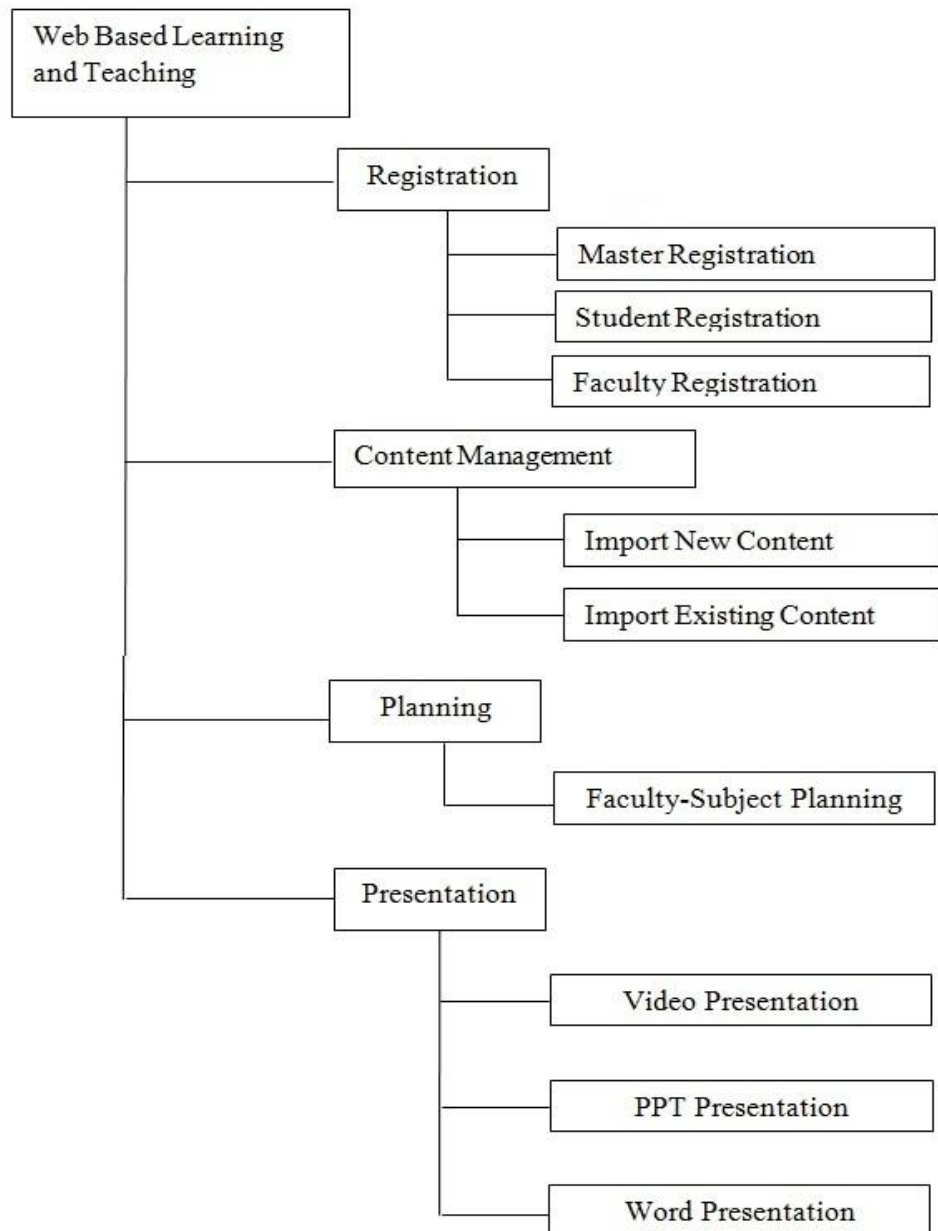 Web Based Learning
and Teaching
Registration
Master Registration
Student Registration
Faculty Registration
Content Management
Import New Content
Import Existing Content
Planning
Faculty-Subject Planning
Presentation
Video Presentation
PPT Presentation
Word Presentation